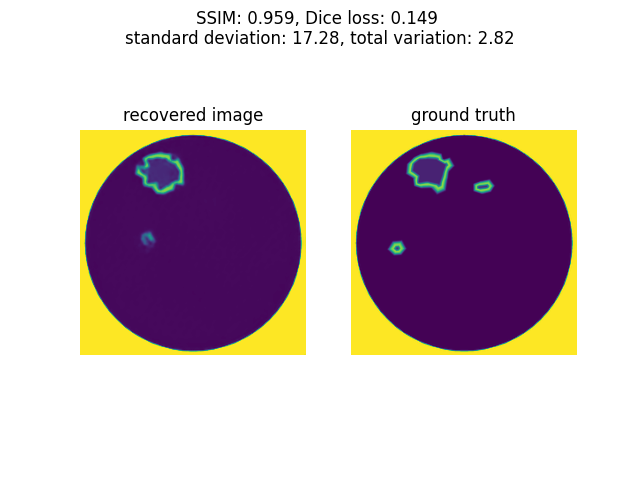 SSIM: 0.959, Dice loss: 0.149
standard deviation: 17.28, total variation: 2.82
recovered image
ground truth